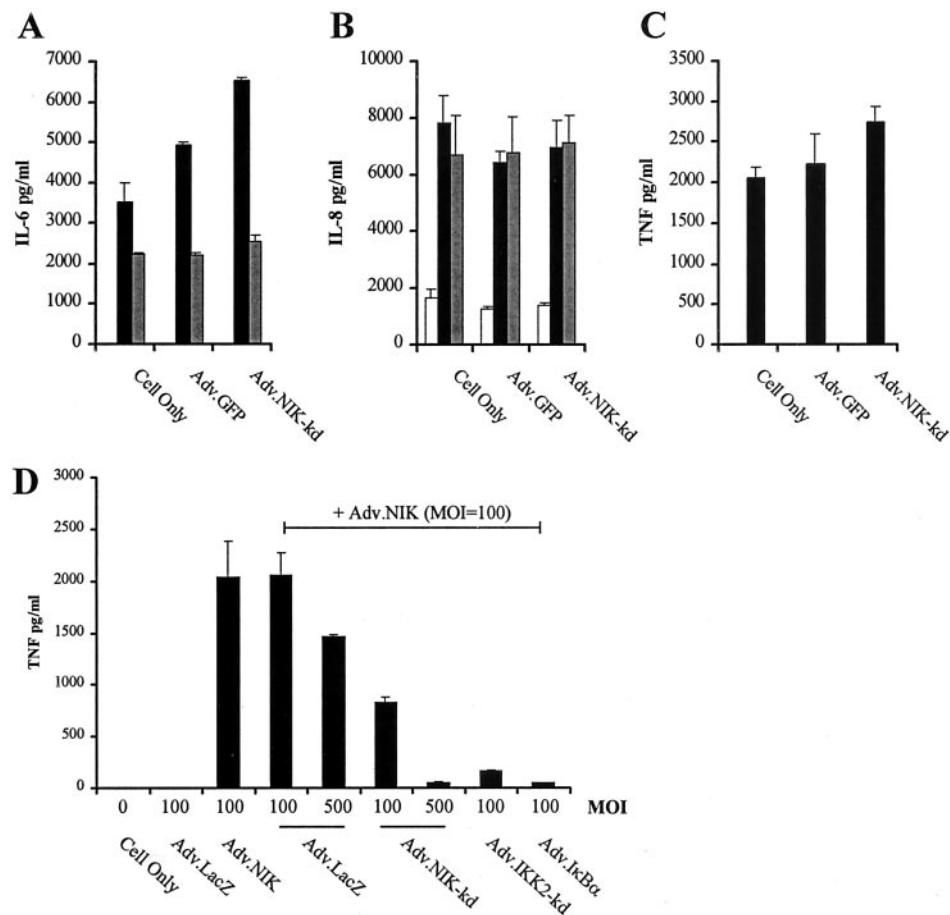 A
7000
6000
5000
4000
3000
2000
1000
0
IL-6 pg/ml
Cell Only
Adv.GFP
Adv.NIK-kd
B
10000
8000
6000
4000
2000
0
IL-8 pg/ml
Cell Only
Adv.GFP
Adv.NIK-kd
C
3500
3000
2500
2000
1500
1000
500
0
TNF pg/ml
Cell Only
Adv.GFP
Adv.NIK-kd
D
3000
2500
2000
1500
1000
500
0
TNF pg/ml
+ Adv.NIK (MOI=100)
0 100 100 100 500 100 500 100 100 MOI
Cell Only
Adv.LacZ
Adv.NIK
Adv.LacZ
Adv.NIK-kd
Adv.IKK2-kd
Adv.IκBα